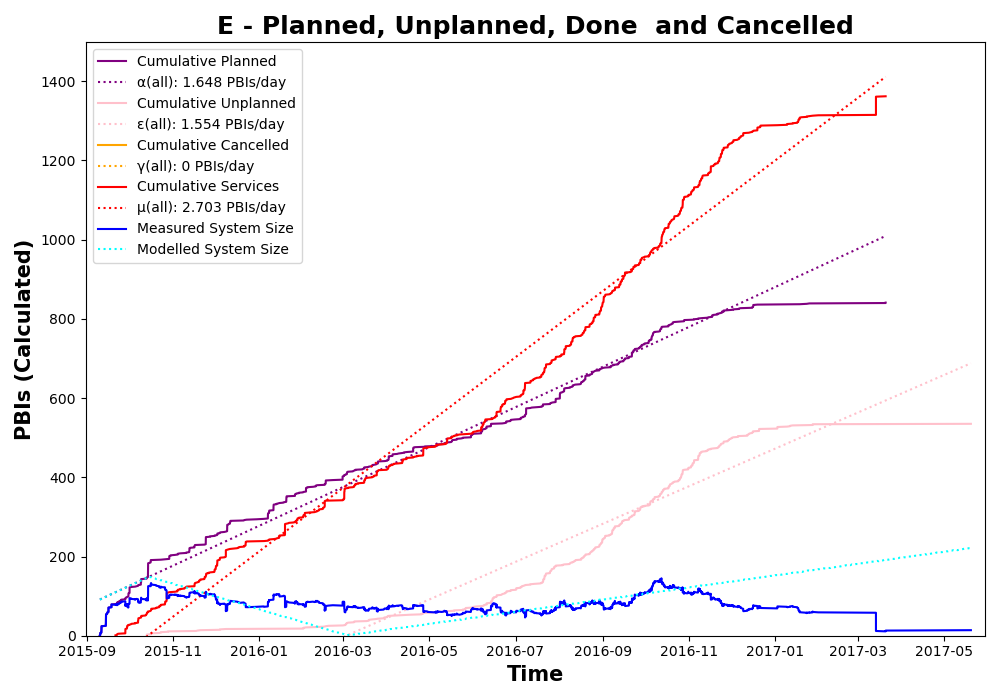 E - Planned, Unplanned, Done  and Cancelled
Cumulative Planned
α(all): 1.648 PBIs/day
Cumulative Unplanned
ε(all): 1.554 PBIs/day
Cumulative Cancelled
γ(all): 0 PBIs/day
Cumulative Services
μ(all): 2.703 PBIs/day
Measured System Size
Modelled System Size
PBIs (Calculated)
1400
1200
1000
800
600
400
200
0
2015-09 2015-11 2016-01 2016-03 2016-05 2016-07 2016-09 2016-11 2017-01 2017-03 2017-05
Time